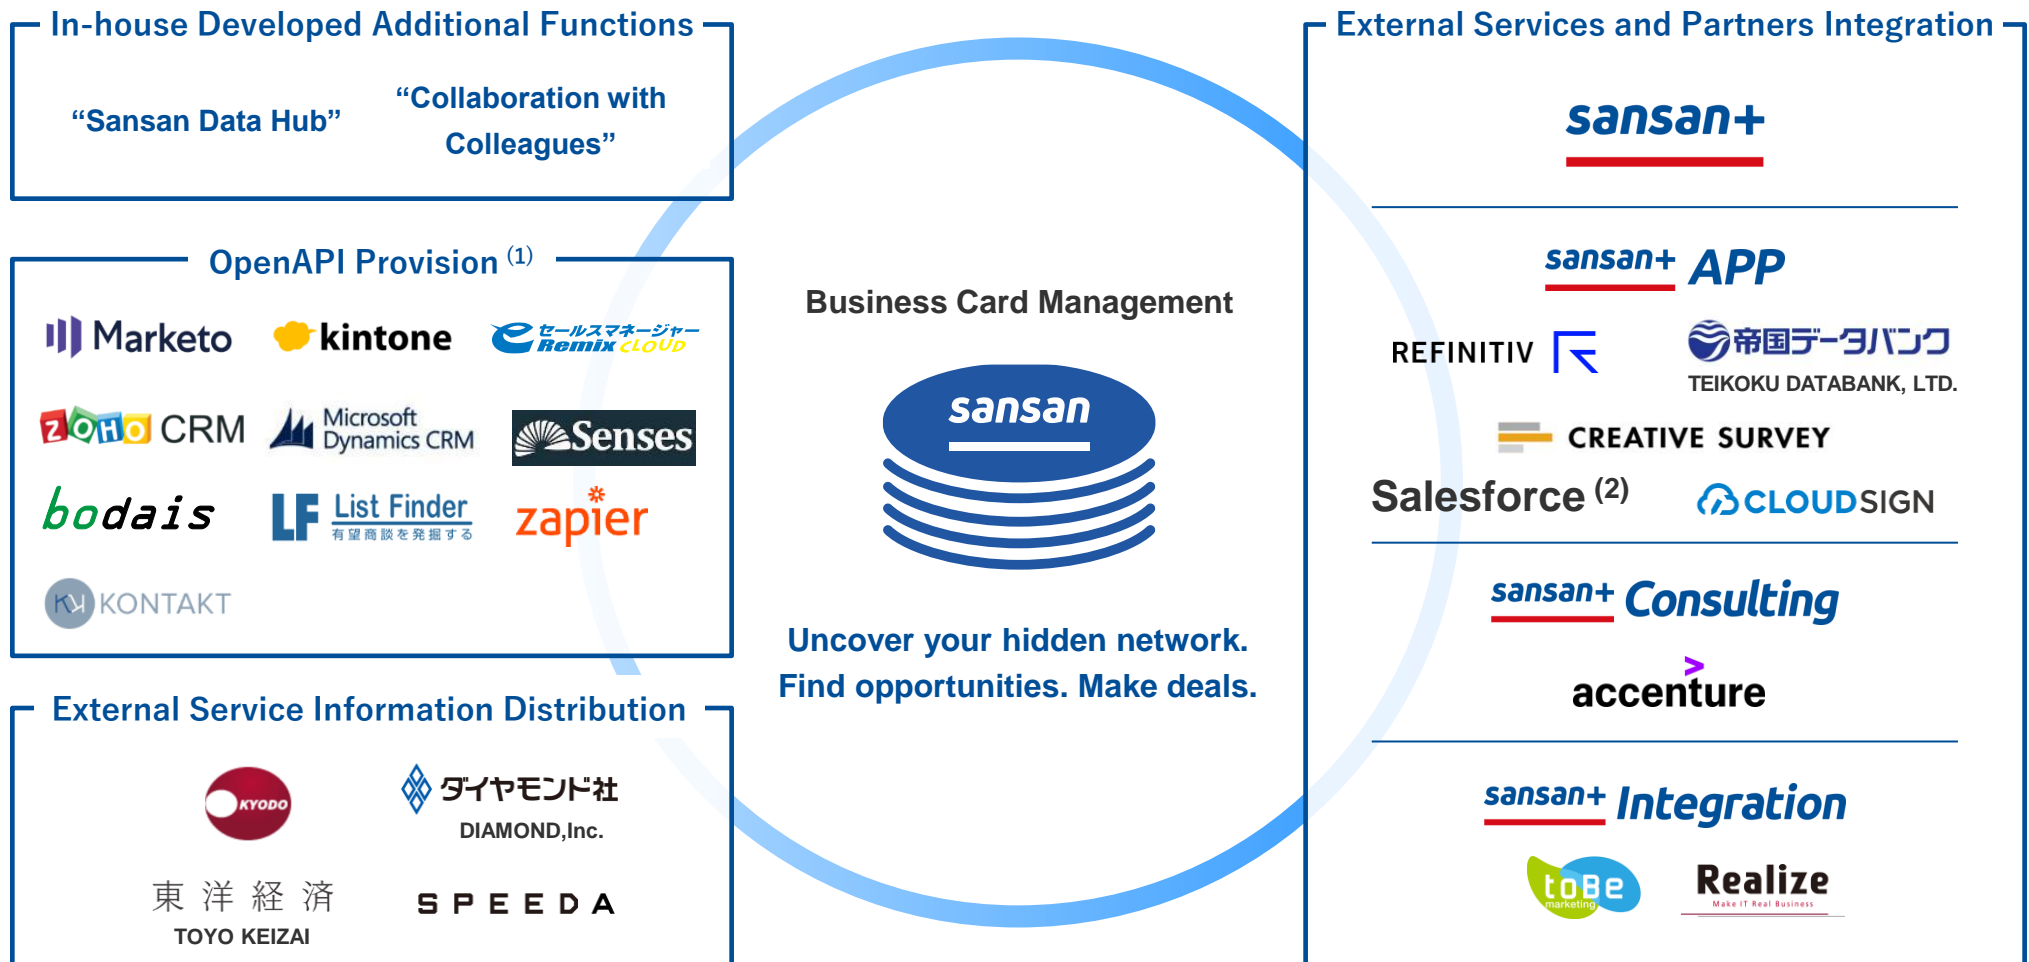 In-house Developed Additional Functions
“Sansan Data Hub”
“Collaboration with
Colleagues”
OpenAPI Provision (1)
Marketo
kintone
セールスマネージャー
Remix CLOUD
ZOHO CRM
Microsoft
Dynamics CRM
Senses
bodais
LF List Finder
有望商談を発掘する
zapier
KONTAKT
External Service Information Distribution
KYODO
ダイヤモンド社
DIAMOND,Inc.
東洋経済
TOYO KEIZAI
SPEEDA
Business Card Management
sansan
Uncover your hidden network.
Find opportunities. Make deals.
External Services and Partners Integration
sansan+
sansan+ APP
REFINITIV
帝国データバンク
TEIKOKU DATABANK, LTD.
CREATIVE SURVEY
Salesforce (2)
CLOUDSIGN
sansan+ Consulting
accenture
sansan+ Integration
toBe
marketing
Realize
Make IT Real Business